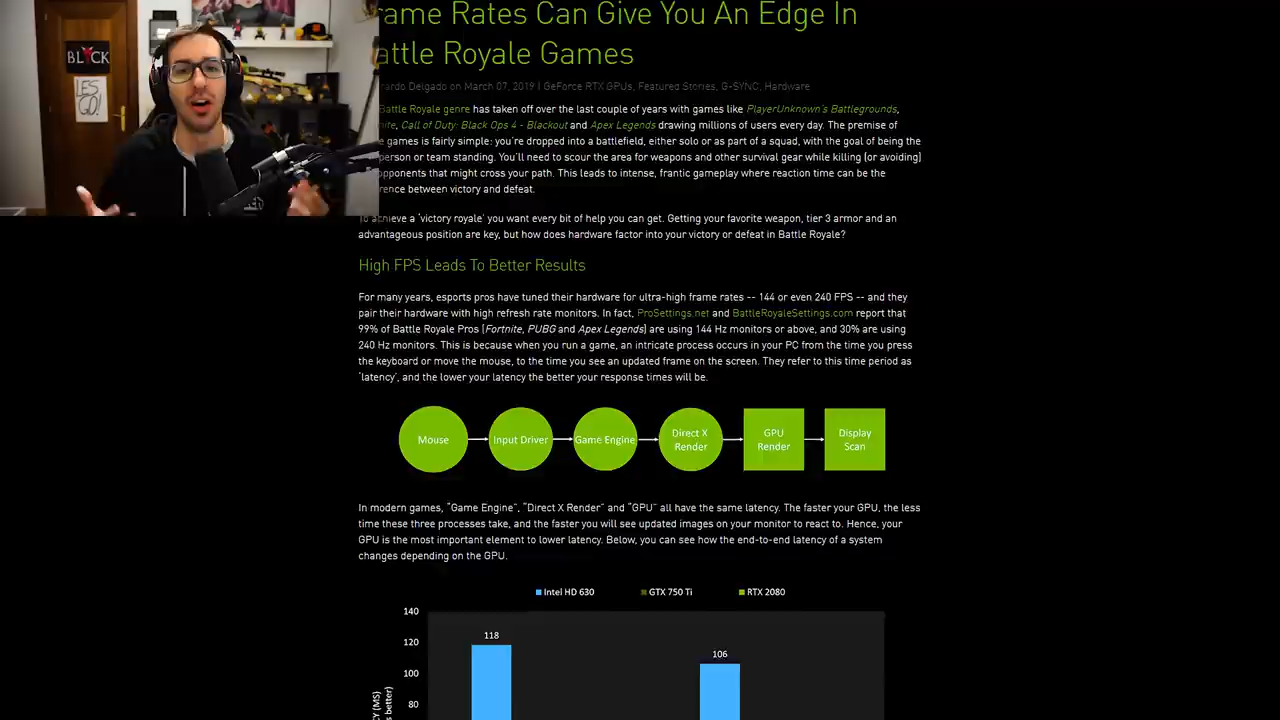 BLACK
LES
GO!
ame Rates Can Give You An Edge In
attle Royale Games
ardo Delgado on March 07, 2019 | GeForce RTX GPUs, Featured Stories, G-SYNC, Hardware
Battle Royale genre has taken off over the last couple of years with games like PlayerUnknown's Battlegrounds,
nite, Call of Duty: Black Ops 4 - Blackout and Apex Legends drawing millions of users every day. The premise of
e games is fairly simple: you're dropped into a battlefield, either solo or as part of a squad, with the goal of being the
person or team standing. You'll need to scour the area for weapons and other survival gear while killing (or avoiding)
opponents that might cross your path. This leads to intense, frantic gameplay where reaction time can be the
rence between victory and defeat.
To achieve a 'victory royale' you want every bit of help you can get. Getting your favorite weapon, tier 3 armor and an
advantageous position are key, but how does hardware factor into your victory or defeat in Battle Royale?
High FPS Leads To Better Results
For many years, esports pros have tuned their hardware for ultra-high frame rates -- 144 or even 240 FPS -- and they
pair their hardware with high refresh rate monitors. In fact, ProSettings.net and BattleRoyaleSettings.com report that
99% of Battle Royale Pros (Fortnite, PUBG and Apex Legends) are using 144 Hz monitors or above, and 30% are using
240 Hz monitors. This is because when you run a game, an intricate process occurs in your PC from the time you press
the keyboard or move the mouse, to the time you see an updated frame on the screen. They refer to this time period as
'latency', and the lower your latency the better your response times will be.
Mouse
Input Driver
Game Engine
Direct X
Render
GPU
Render
Display
Scan
In modern games, "Game Engine", "Direct X Render" and "GPU" all have the same latency. The faster your GPU, the less
time these three processes take, and the faster you will see updated images on your monitor to react to. Hence, your
GPU is the most important element to lower latency. Below, you can see how the end-to-end latency of a system
changes depending on the GPU.
Intel HD 630
GTX 750 Ti
RTX 2080
140
120
100
80
118
106
CY (MS)
s better)